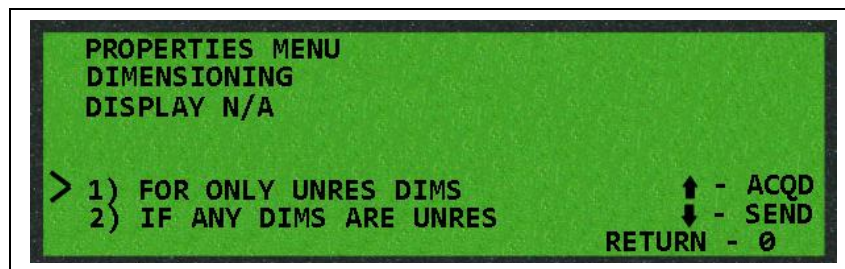 PROPERTIES MENU
DIMENSIONING
DISPLAY N/A
> 1) FOR ONLY UNRES DIMS ⬆ - ACQD
2) IF ANY DIMS ARE UNRES ⬇ - SEND
RETURN - 0